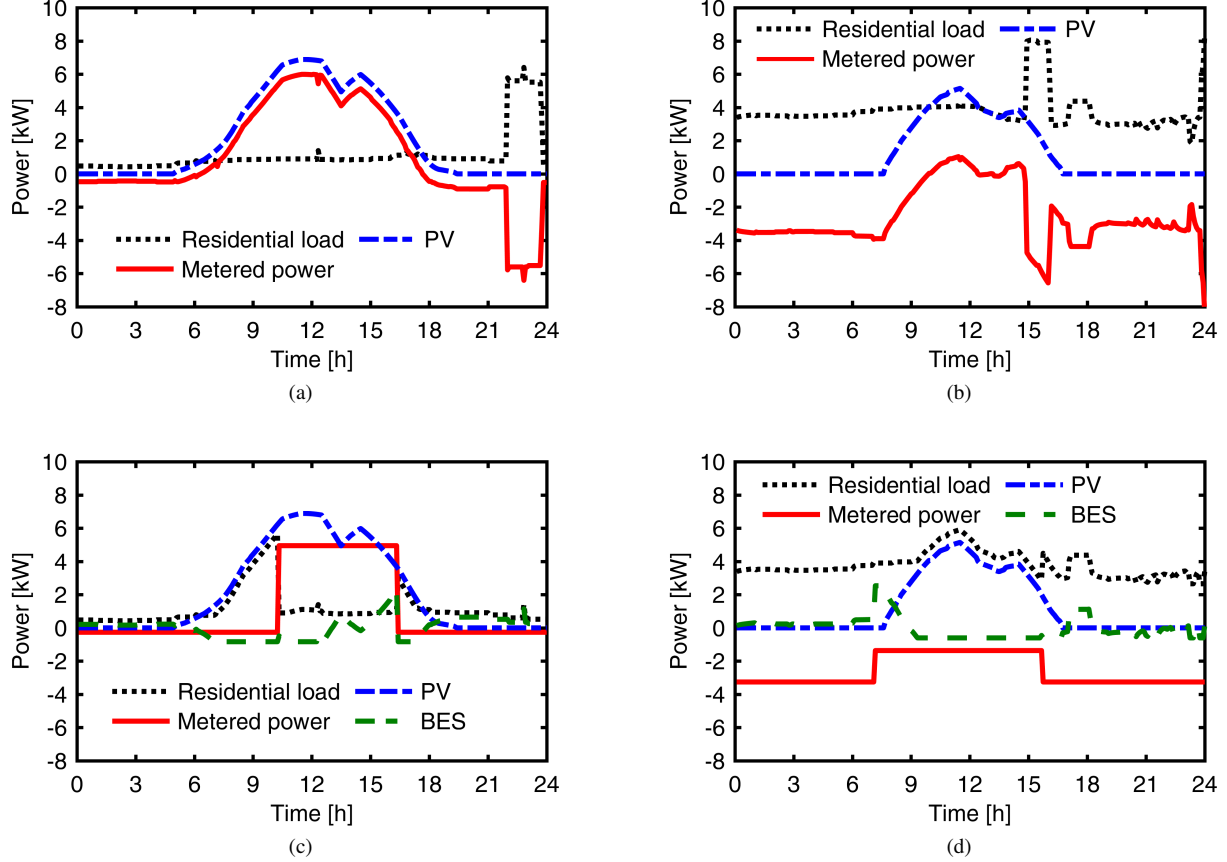 10
8
6
4
2
0
-2
-4
-6
-8
Power [kW]
Residential load PV
Metered power
0 3 6 9 12 15 18 21 24
Time [h]
(a)
10
8
6
4
2
0
-2
-4
-6
-8
Power [kW]
Residential load PV
Metered power
0 3 6 9 12 15 18 21 24
Time [h]
(b)
10
8
6
4
2
0
-2
-4
-6
-8
Power [kW]
Residential load PV
Metered power BES
0 3 6 9 12 15 18 21 24
Time [h]
(c)
10
8
6
4
2
0
-2
-4
-6
-8
Power [kW]
Residential load PV
Metered power BES
0 3 6 9 12 15 18 21 24
Time [h]
(d)